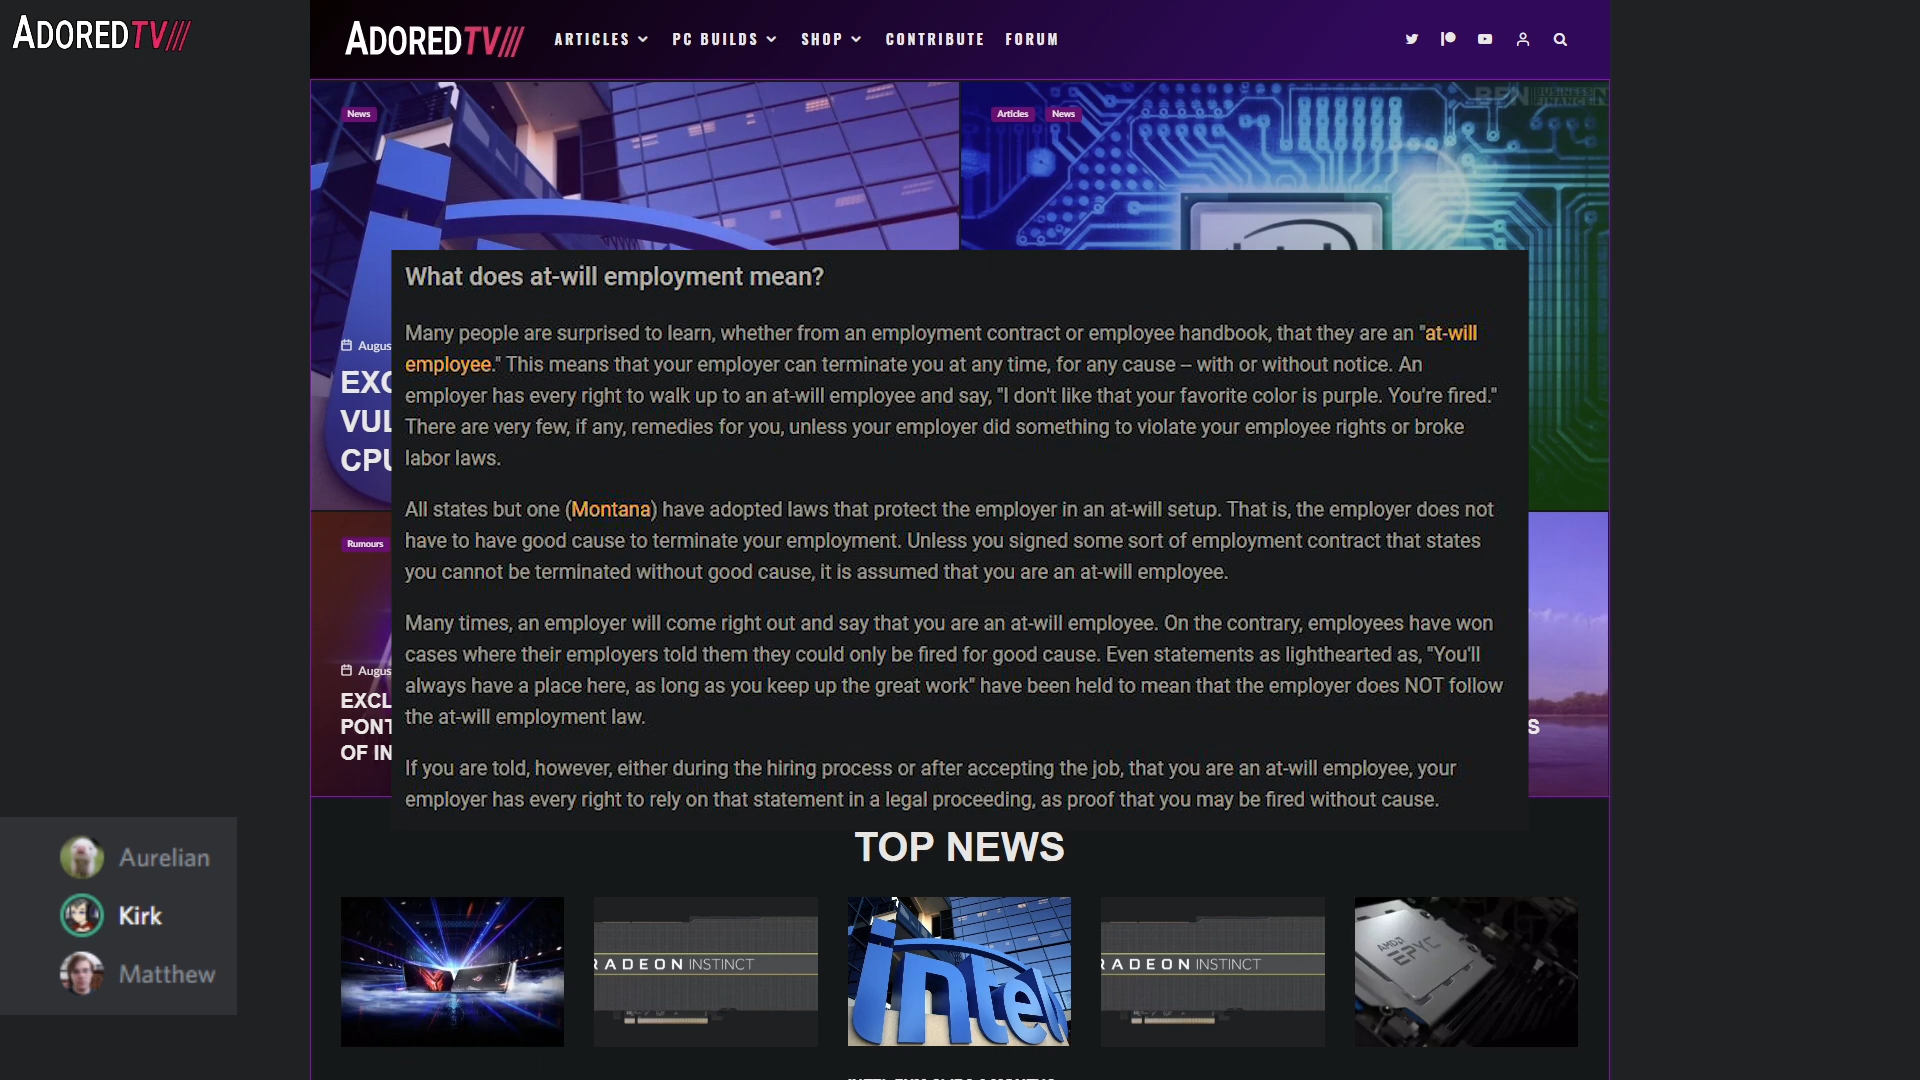 ADOREDTV///
ADOREDTV///
ARTICLES
PC BUILDS
SHOP
CONTRIBUTE
FORUM
News
Articles
News
What does at-will employment mean?
Many people are surprised to learn, whether from an employment contract or employee handbook, that they are an "at-will
employee." This means that your employer can terminate you at any time, for any cause -- with or without notice. An
employer has every right to walk up to an at-will employee and say, "I don't like that your favorite color is purple. You're fired."
There are very few, if any, remedies for you, unless your employer did something to violate your employee rights or broke
labor laws.
All states but one (Montana) have adopted laws that protect the employer in an at-will setup. That is, the employer does not
have to have good cause to terminate your employment. Unless you signed some sort of employment contract that states
you cannot be terminated without good cause, it is assumed that you are an at-will employee.
Many times, an employer will come right out and say that you are an at-will employee. On the contrary, employees have won
cases where their employers told them they could only be fired for good cause. Even statements as lighthearted as, "You'll
always have a place here, as long as you keep up the great work" have been held to mean that the employer does NOT follow
the at-will employment law.
If you are told, however, either during the hiring process or after accepting the job, that you are an at-will employee, your
employer has every right to rely on that statement in a legal proceeding, as proof that you may be fired without cause.
Augus
EXC
VUL
CPU
Rumours
Augus
EXCL
PONT
OF IN
S
TOP NEWS
Aurelian
Kirk
Matthew
RADEON INSTINCT
intel
RADEON INSTINCT
AMD
EPYC